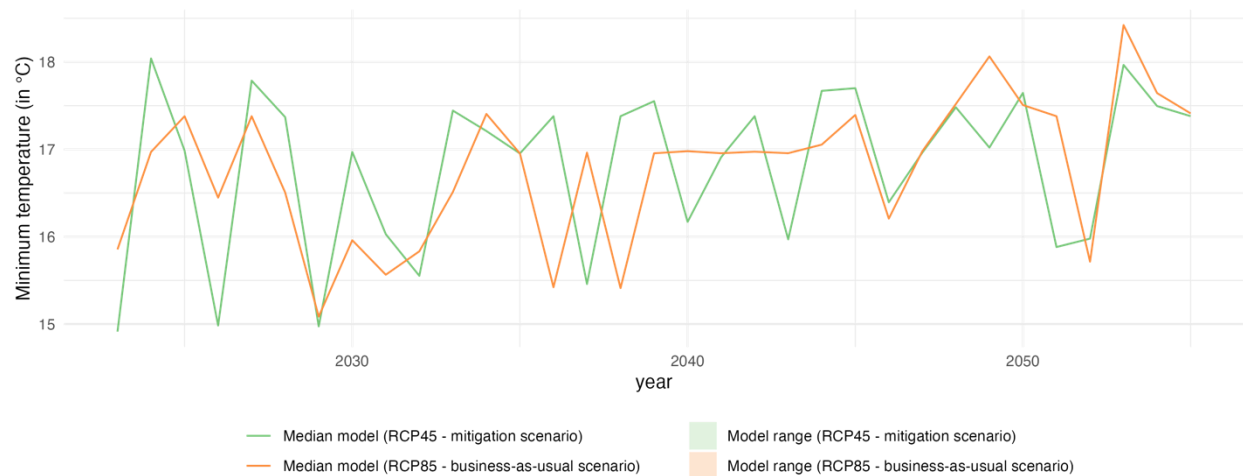 Minimum temperature (in °C)
18
17
16
15
2030
2040
2050
year
Median model (RCP45 - mitigation scenario)
Model range (RCP45 - mitigation scenario)
Median model (RCP85 - business-as-usual scenario)
Model range (RCP85 - business-as-usual scenario)